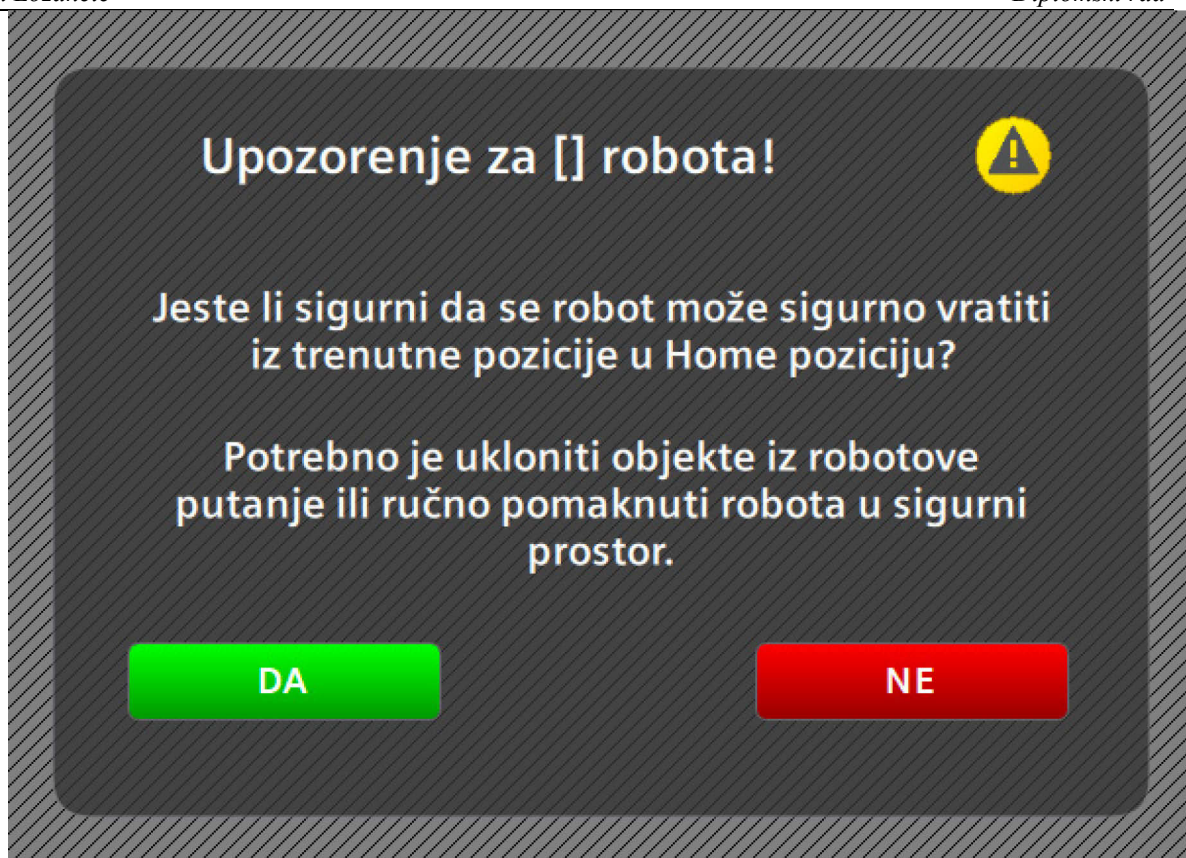 Upozorenje za [] robota!
Jeste li sigurni da se robot može sigurno vratiti
iz trenutne pozicije u Home poziciju?
Potrebno je ukloniti objekte iz robotove
putanje ili ručno pomaknuti robota u sigurni
prostor.
DA
NE